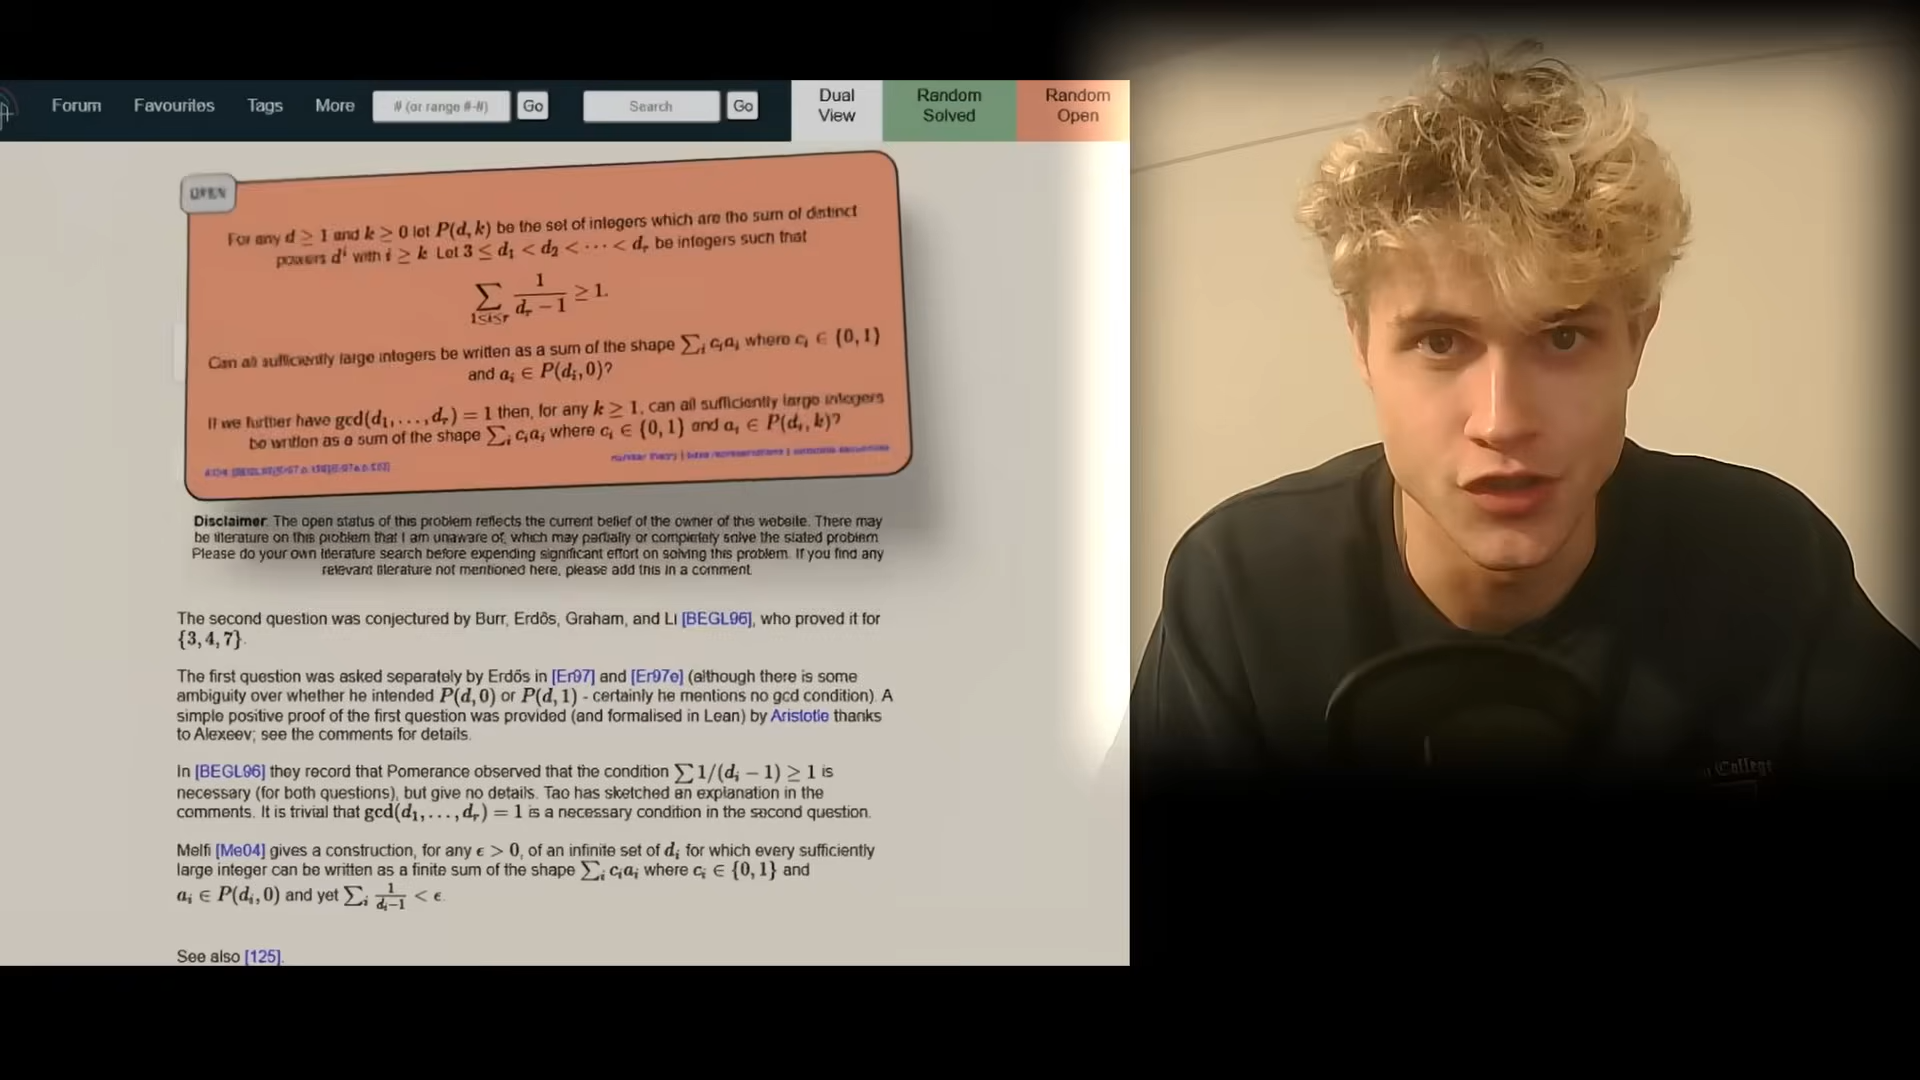 Forum Favourites Tags More # (or range #-#) Go Search Go Dual View Random Solved Random Open
OPEN
For any d ≥ 1 and k ≥ 0 let P(d, k) be the set of integers which are the sum of distinct
powers d^i with i ≥ k. Let 3 ≤ d_1 < d_2 < ⋯ < d_r be integers such that
∑_{1≤i≤r} 1/(d_r − 1) ≥ 1.
Can all sufficiently large integers be written as a sum of the shape ∑_i c_i a_i where c_i ∈ {0, 1}
and a_i ∈ P(d_i, 0)?
If we further have gcd(d_1, …, d_r) = 1 then, for any k ≥ 1, can all sufficiently large integers
be written as a sum of the shape ∑_i c_i a_i where c_i ∈ {0, 1} and a_i ∈ P(d_i, k)?
number theory | base representations | complete sequences
Disclaimer: The open status of this problem reflects the current belief of the owner of this website. There may
be literature on this problem that I am unaware of, which may partially or completely solve the stated problem.
Please do your own literature search before expending significant effort on solving this problem. If you find any
relevant literature not mentioned here, please add this in a comment.
The second question was conjectured by Burr, Erdős, Graham, and Li [BEGL96], who proved it for
{3, 4, 7}.
The first question was asked separately by Erdős in [Er97] and [Er97e] (although there is some
ambiguity over whether he intended P(d, 0) or P(d, 1) - certainly he mentions no gcd condition). A
simple positive proof of the first question was provided (and formalised in Lean) by Aristotle thanks
to Alexeev; see the comments for details.
In [BEGL96] they record that Pomerance observed that the condition ∑ 1/(d_i − 1) ≥ 1 is
necessary (for both questions), but give no details. Tao has sketched an explanation in the
comments. It is trivial that gcd(d_1, …, d_r) = 1 is a necessary condition in the second question.
Melfi [Me04] gives a construction, for any ϵ > 0, of an infinite set of d_i for which every sufficiently
large integer can be written as a finite sum of the shape ∑_i c_i a_i where c_i ∈ {0, 1} and
a_i ∈ P(d_i, 0) and yet ∑_i 1/(d_i−1) < ϵ.
See also [125].
College